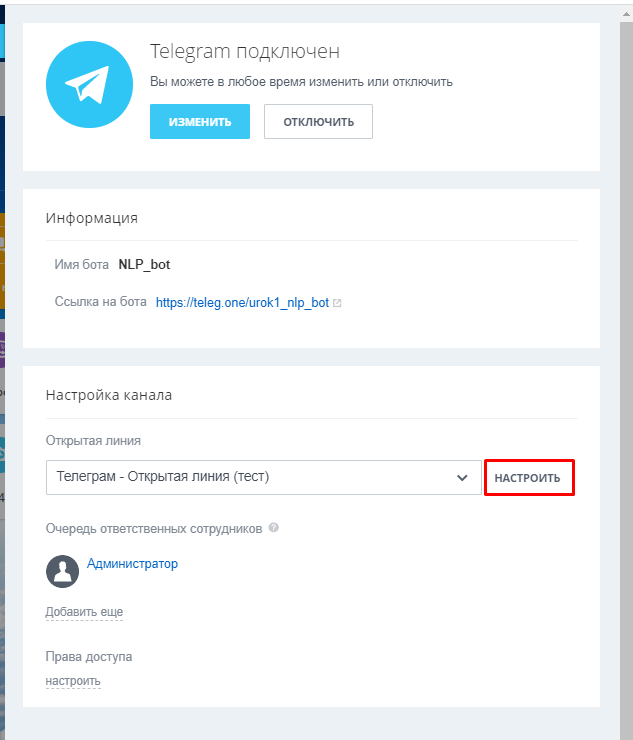 Telegram подключен
Вы можете в любое время изменить или отключить
ИЗМЕНИТЬ ОТКЛЮЧИТЬ
Информация
Имя бота NLP_bot
Ссылка на бота https://teleg.one/urok1_nlp_bot
Настройка канала
Открытая линия
Телеграм - Открытая линия (тест) НАСТРОИТЬ
Очередь ответственных сотрудников ?
Администратор
Добавить еще
Права доступа
настроить